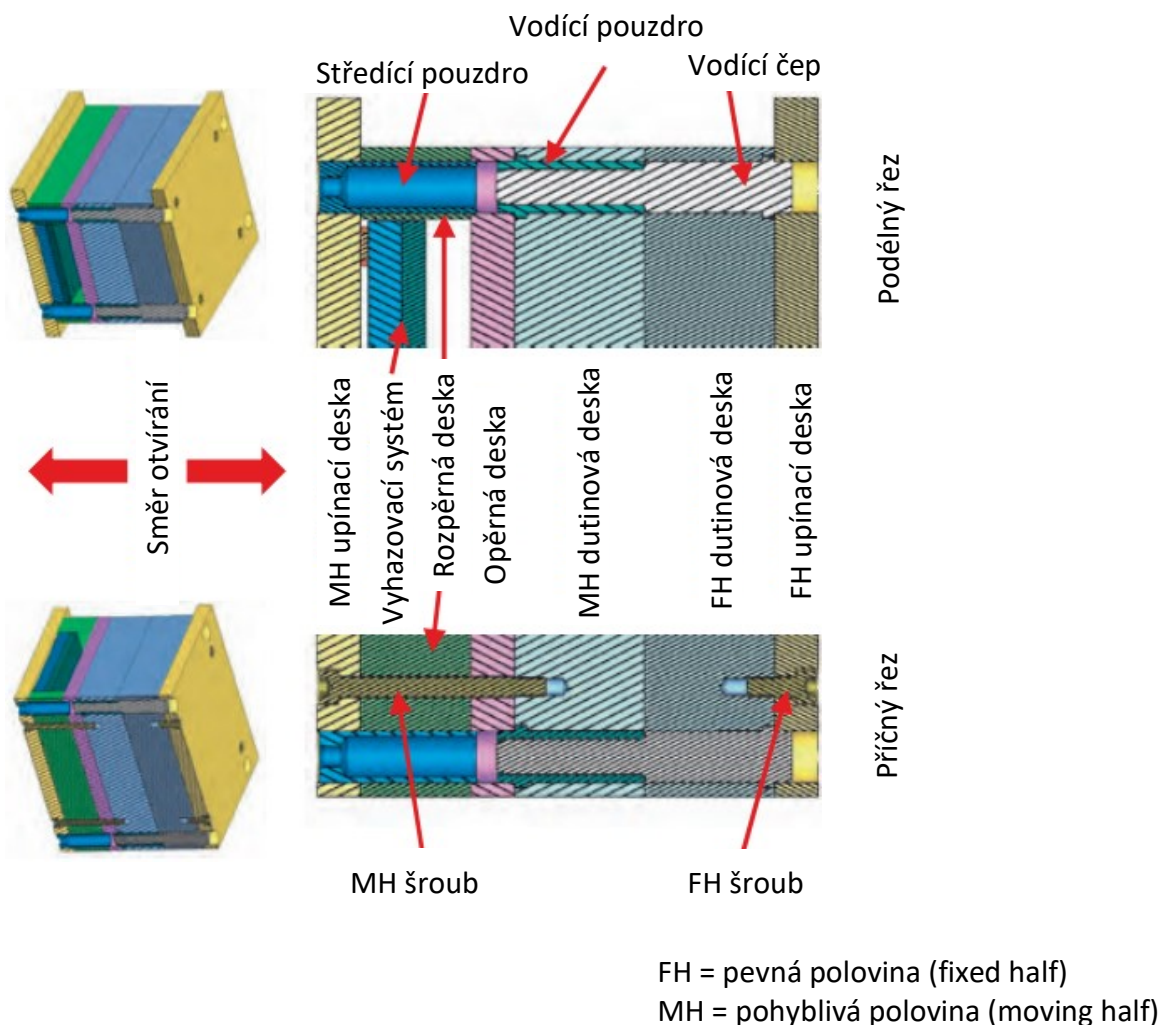 Vodící pouzdro
Středící pouzdro
Vodící čep
Podélný řez
Směr otvírání
MH upínací deska
Vyhazovací systém
Rozpěrná deska
Opěrná deska
MH dutinová deska
FH dutinová deska
FH upínací deska
Příčný řez
MH šroub
FH šroub
FH = pevná polovina (fixed half)
MH = pohyblivá polovina (moving half)